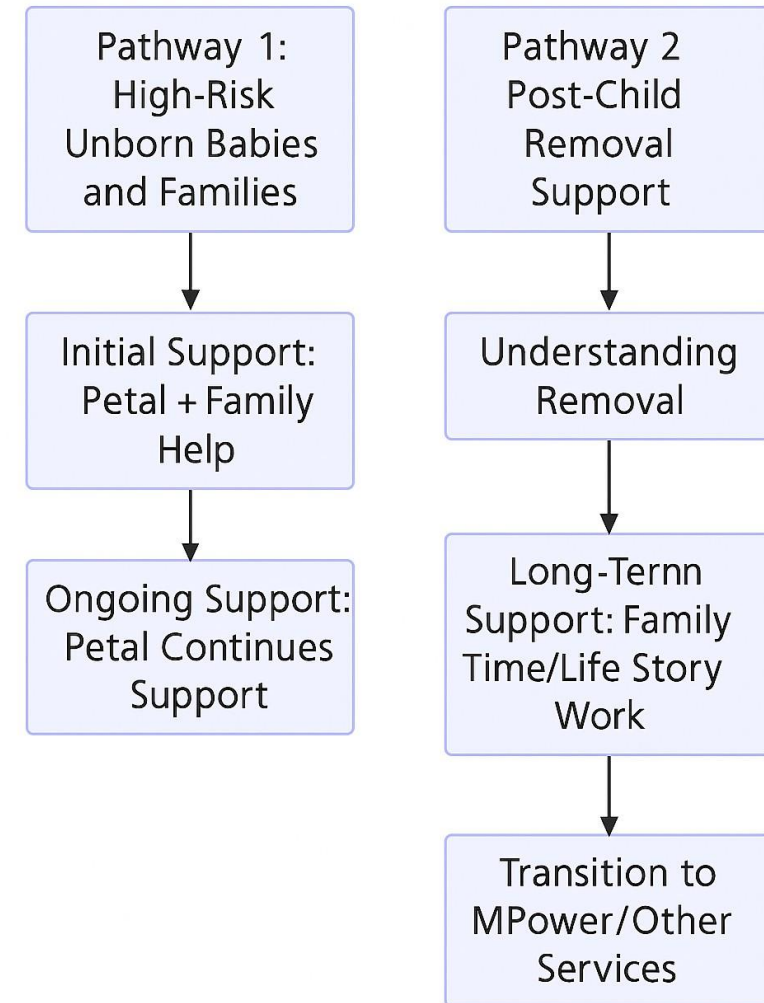 Pathway 1:
High-Risk
Unborn Babies
and Families
Initial Support:
Petal + Family
Help
Ongoing Support:
Petal Continues
Support
Pathway 2
Post-Child
Removal
Support
Understanding
Removal
Long-Ternn
Support: Family
Time/Life Story
Work
Transition to
MPower/Other
Services